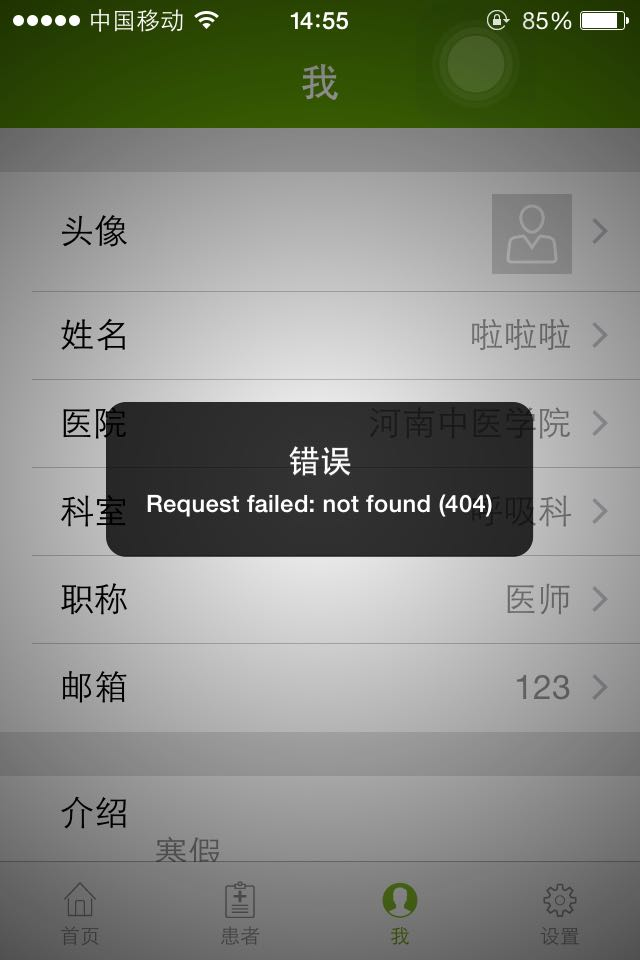 中国移动 14:55 85%
我
头像
姓名 啦啦啦
医院 河南中医学院
错误
Request failed: not found (404)
科室 呼吸科
职称 医师
邮箱 123
介绍
寒假
首页 患者 我 设置